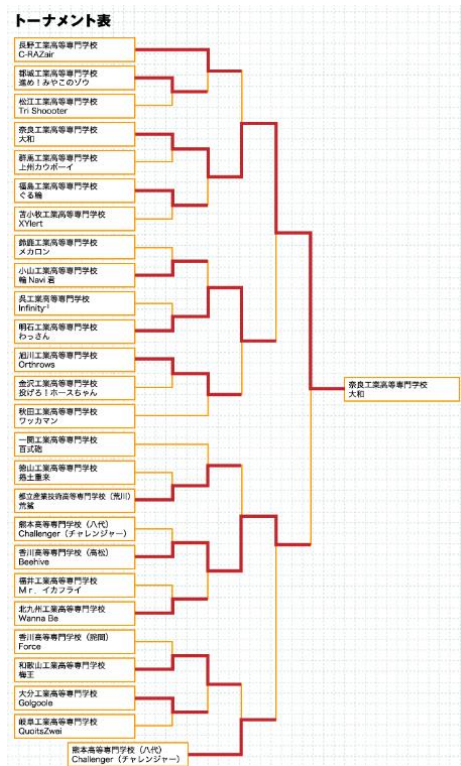 トーナメント表
長野工業高等専門学校
C-RAZair
都城工業高等専門学校
進め！みやこのゾウ
松江工業高等専門学校
Tri Shoooter
奈良工業高等専門学校
大和
群馬工業高等専門学校
上州カウボーイ
福島工業高等専門学校
ぐる輪
苫小牧工業高等専門学校
XYlert
鈴鹿工業高等専門学校
メカロン
小山工業高等専門学校
輪 Navi 君
呉工業高等専門学校
Infinity⁻¹
明石工業高等専門学校
わっさん
旭川工業高等専門学校
Orthrows
金沢工業高等専門学校
投げろ！ホースちゃん
秋田工業高等専門学校
ワッカマン
一関工業高等専門学校
百式砲
徳山工業高等専門学校
捲土重来
都立産業技術高等専門学校（荒川）
荒鷲
熊本高等専門学校（八代）
Challenger（チャレンジャー）
香川高等専門学校（高松）
Beehive
福井工業高等専門学校
Ｍｒ．イカフライ
北九州工業高等専門学校
Wanna Be
香川高等専門学校（詫間）
Force
和歌山工業高等専門学校
梅王
大分工業高等専門学校
Golgoole
岐阜工業高等専門学校
QuoitsZwei
熊本高等専門学校（八代）
Challenger（チャレンジャー）
奈良工業高等専門学校
大和